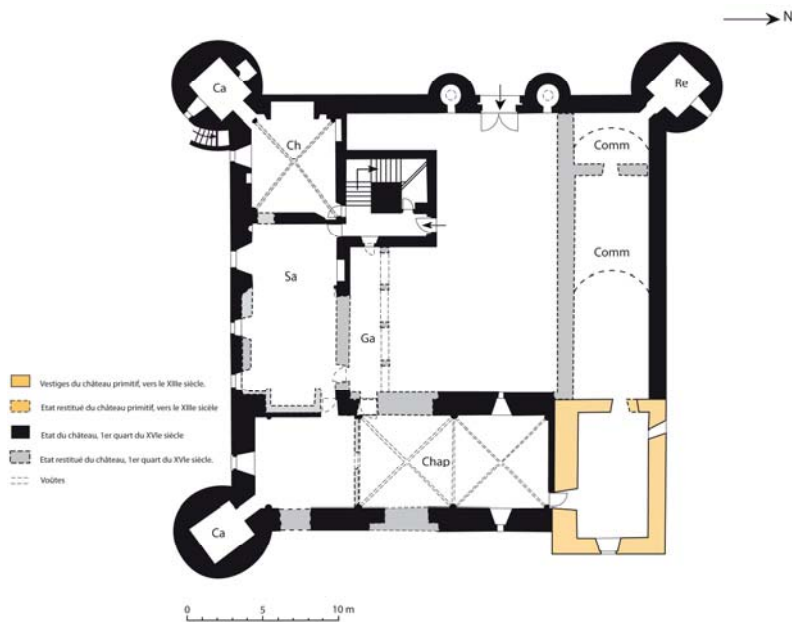 N
Ca
Re
Ch
Comm
Comm
Sa
Ga
Vestiges du château primitif, vers le XIIIe siècle.
Etat restitué du château primitif, vers le XIIIe sicèle
Etat du château, 1er quart du XVIe siècle
Etat restitué du château, 1er quart du XVIe siècle.
Voûtes
Chap
Ca
0 5 10 m